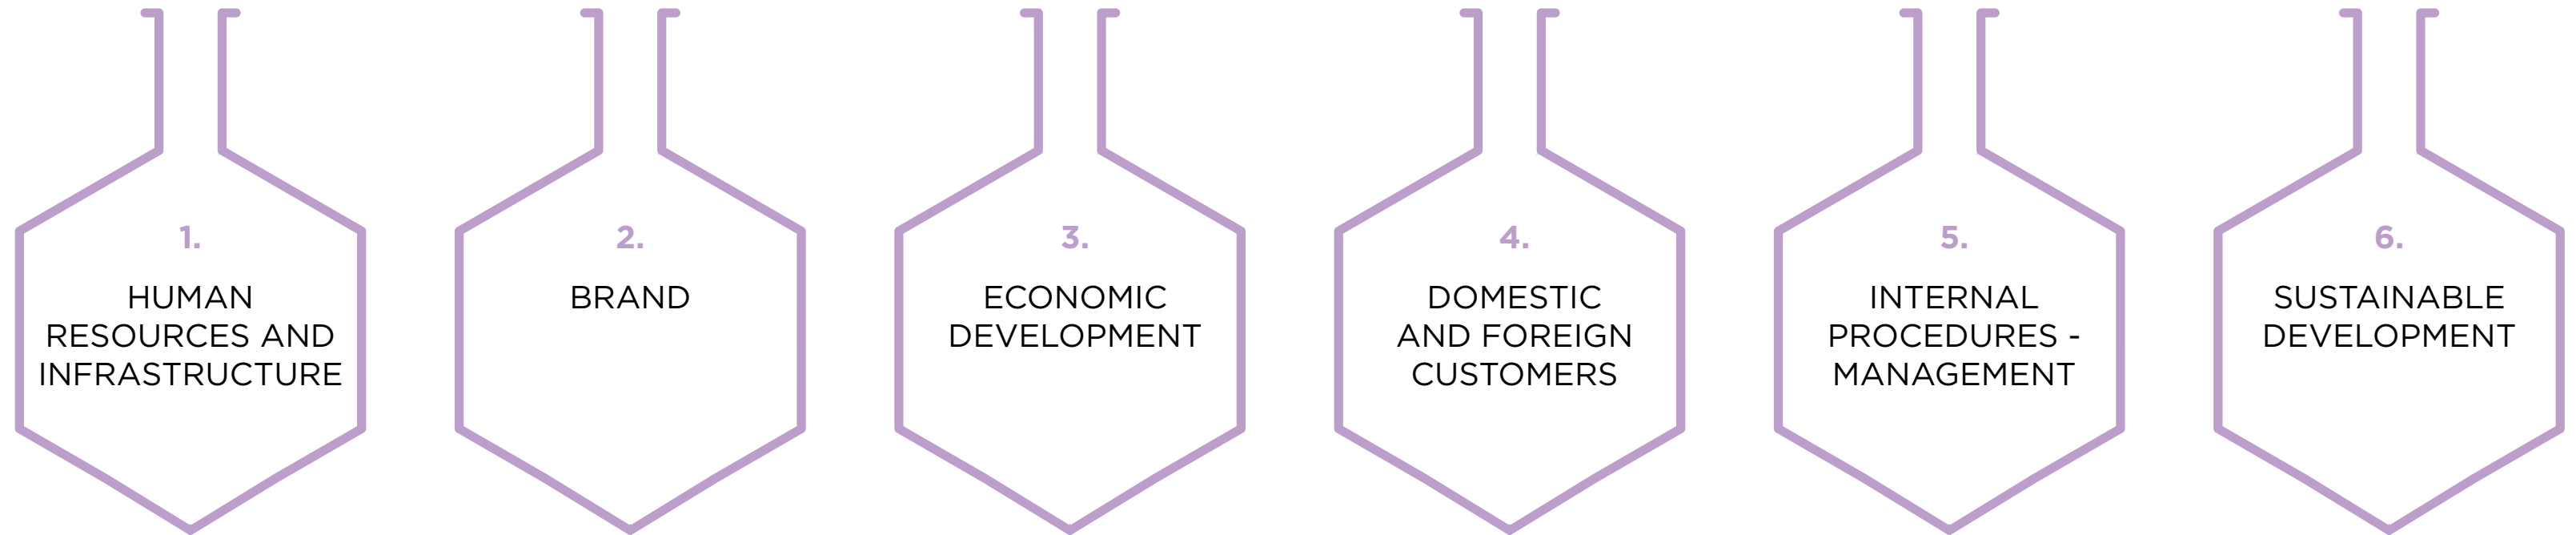 1.
HUMAN
RESOURCES AND
INFRASTRUCTURE
2.
BRAND
3.
ECONOMIC
DEVELOPMENT
4.
DOMESTIC
AND FOREIGN
CUSTOMERS
5.
INTERNAL
PROCEDURES -
MANAGEMENT
6.
SUSTAINABLE
DEVELOPMENT